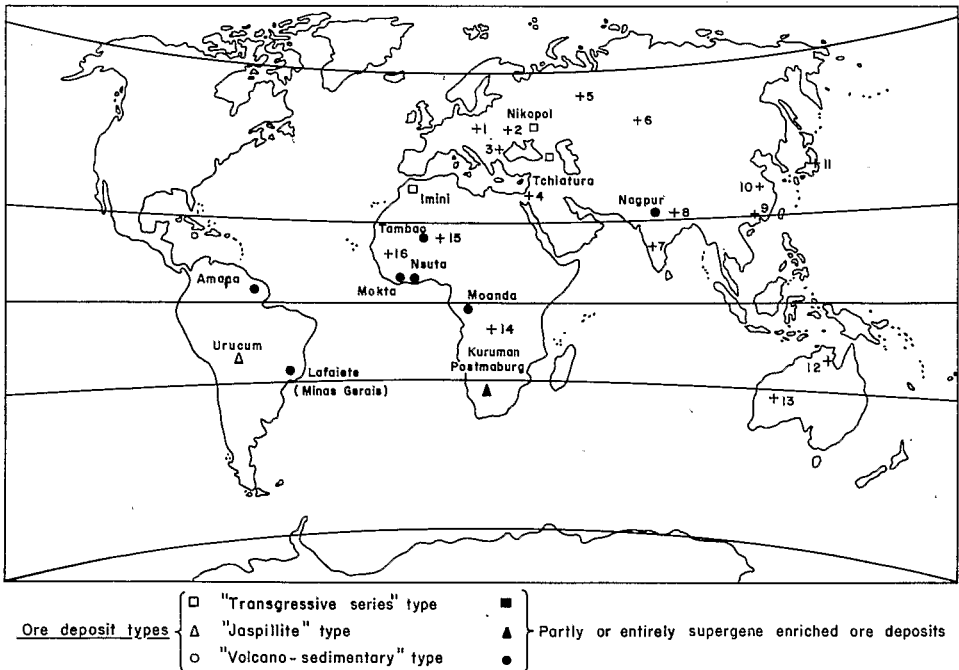 +5
Nikopol
+6
+1
+2
3+
Tchiatura
+11
10+
+4
Imini
Nagpur
+8
9
+
Tambao
+15
+16
+7
Nsuta
Mokta
Amapa
Moanda
+14
Urucum
Kuruman
Postmaburg
12+
Lafaiete
(Minas Gerais)
+13
Ore deposit types
"Transgressive series" type
"Jaspillite" type
Partly or entirely supergene enriched ore deposits
"Volcano-sedimentary" type